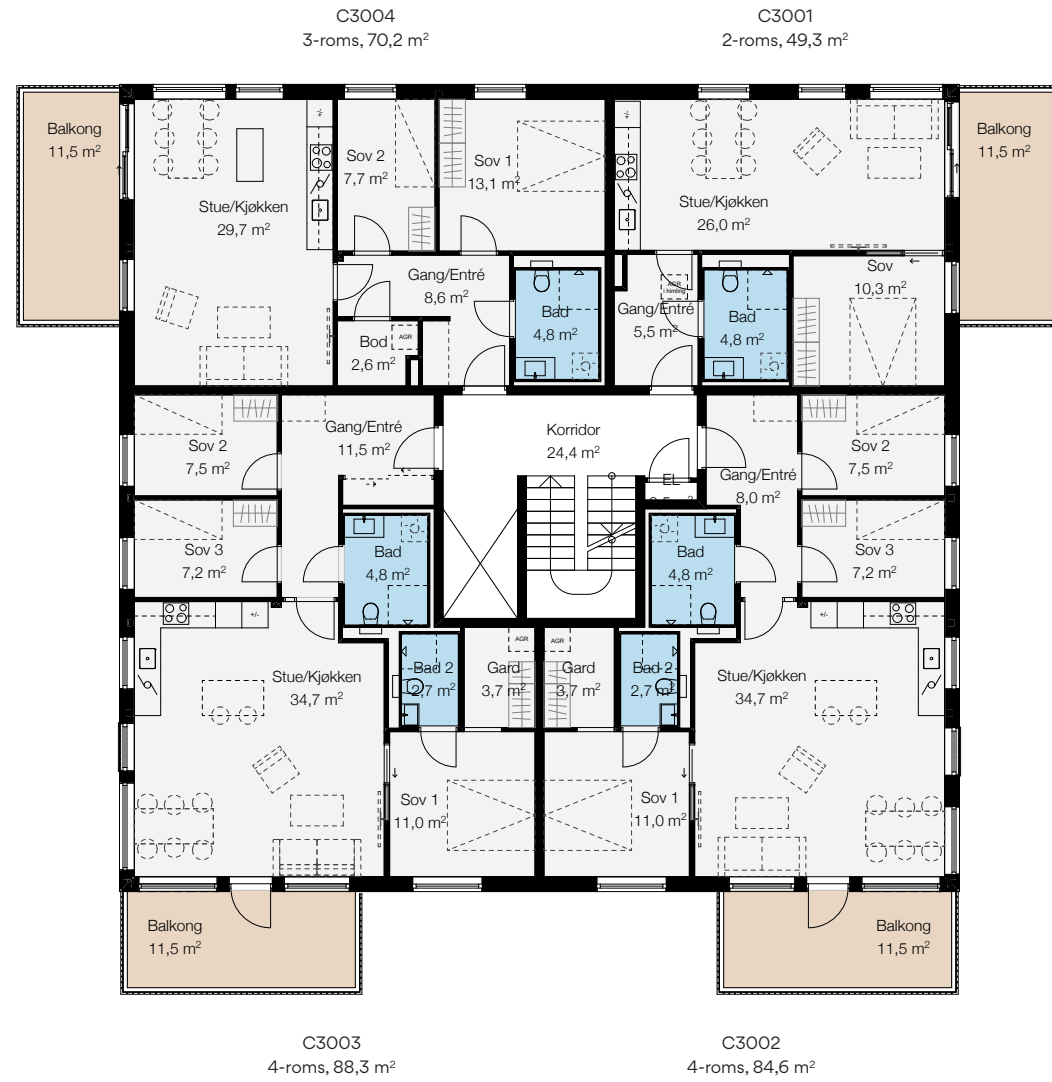 C3004
3-roms, 70,2 m²
C3001
2-roms, 49,3 m²
Balkong
11,5 m²
Stue/Kjøkken
29,7 m²
+/-
Sov 2
7,7 m²
Sov 1
13,1 m²
Gang/Entré
8,6 m²
Bod
2,6 m²
AGR
Bad
4,8 m²
+/-
Stue/Kjøkken
26,0 m²
Balkong
11,5 m²
Sov
10,3 m²
AGR
i himling
Gang/Entré
5,5 m²
Bad
4,8 m²
Gang/Entré
11,5 m²
Sov 2
7,5 m²
Sov 3
7,2 m²
Bad
4,8 m²
Korridor
24,4 m²
EL
Gang/Entré
8,0 m²
Sov 2
7,5 m²
Sov 3
7,2 m²
Bad
4,8 m²
+/-
Stue/Kjøkken
34,7 m²
Bad 2
2,7 m²
AGR
Gard
3,7 m²
AGR
Gard
3,7 m²
Bad 2
2,7 m²
+/-
Stue/Kjøkken
34,7 m²
Sov 1
11,0 m²
Sov 1
11,0 m²
Balkong
11,5 m²
Balkong
11,5 m²
C3003
4-roms, 88,3 m²
C3002
4-roms, 84,6 m²